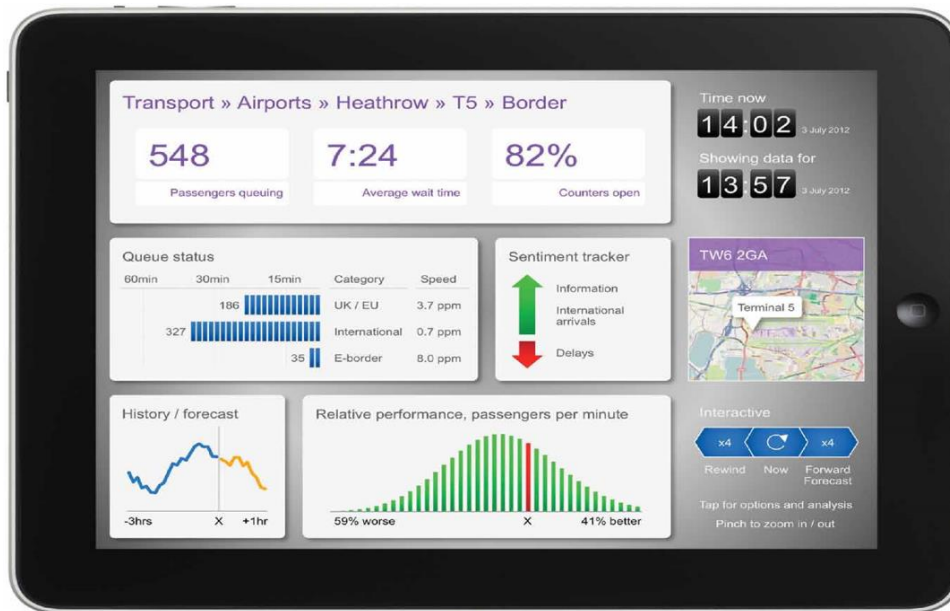 Transport » Airports » Heathrow » T5 » Border
548
Passengers queuing
7:24
Average wait time
82%
Counters open
Time now
14:02 3 July 2012
Showing data for
13:57 3 July 2012
Queue status
60min 30min 15min Category Speed
186 UK / EU 3.7 ppm
327 International 0.7 ppm
35 E-border 8.0 ppm
Sentiment tracker
Information
International
arrivals
Delays
TW6 2GA
Terminal 5
History / forecast
-3hrs X +1hr
Relative performance, passengers per minute
59% worse X 41% better
Interactive
x4 x4
Rewind Now Forward
Forecast
Tap for options and analysis
Pinch to zoom in / out